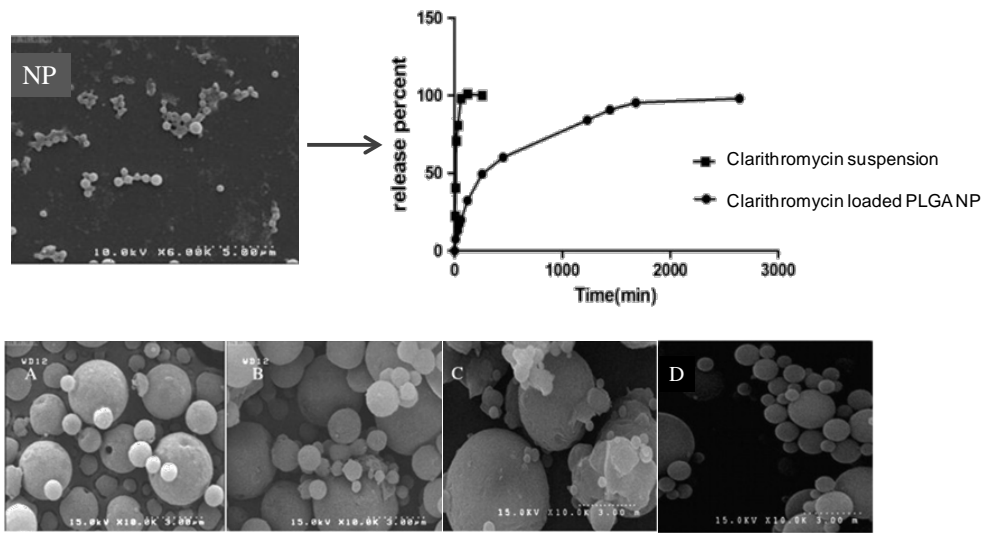 NP
10.0kV X6.00K 5.00µm
release percent
150
100
50
0
0
1000
2000
3000
Time(min)
Clarithromycin suspension
Clarithromycin loaded PLGA NP
WD12
A
15.0kV X10.0K 3.00µm
WD12
B
15.0kV X10.0K 3.00µm
C
15.0KV X10.0K 3.00 m
D
15.0KV X10.0K 3.00 m